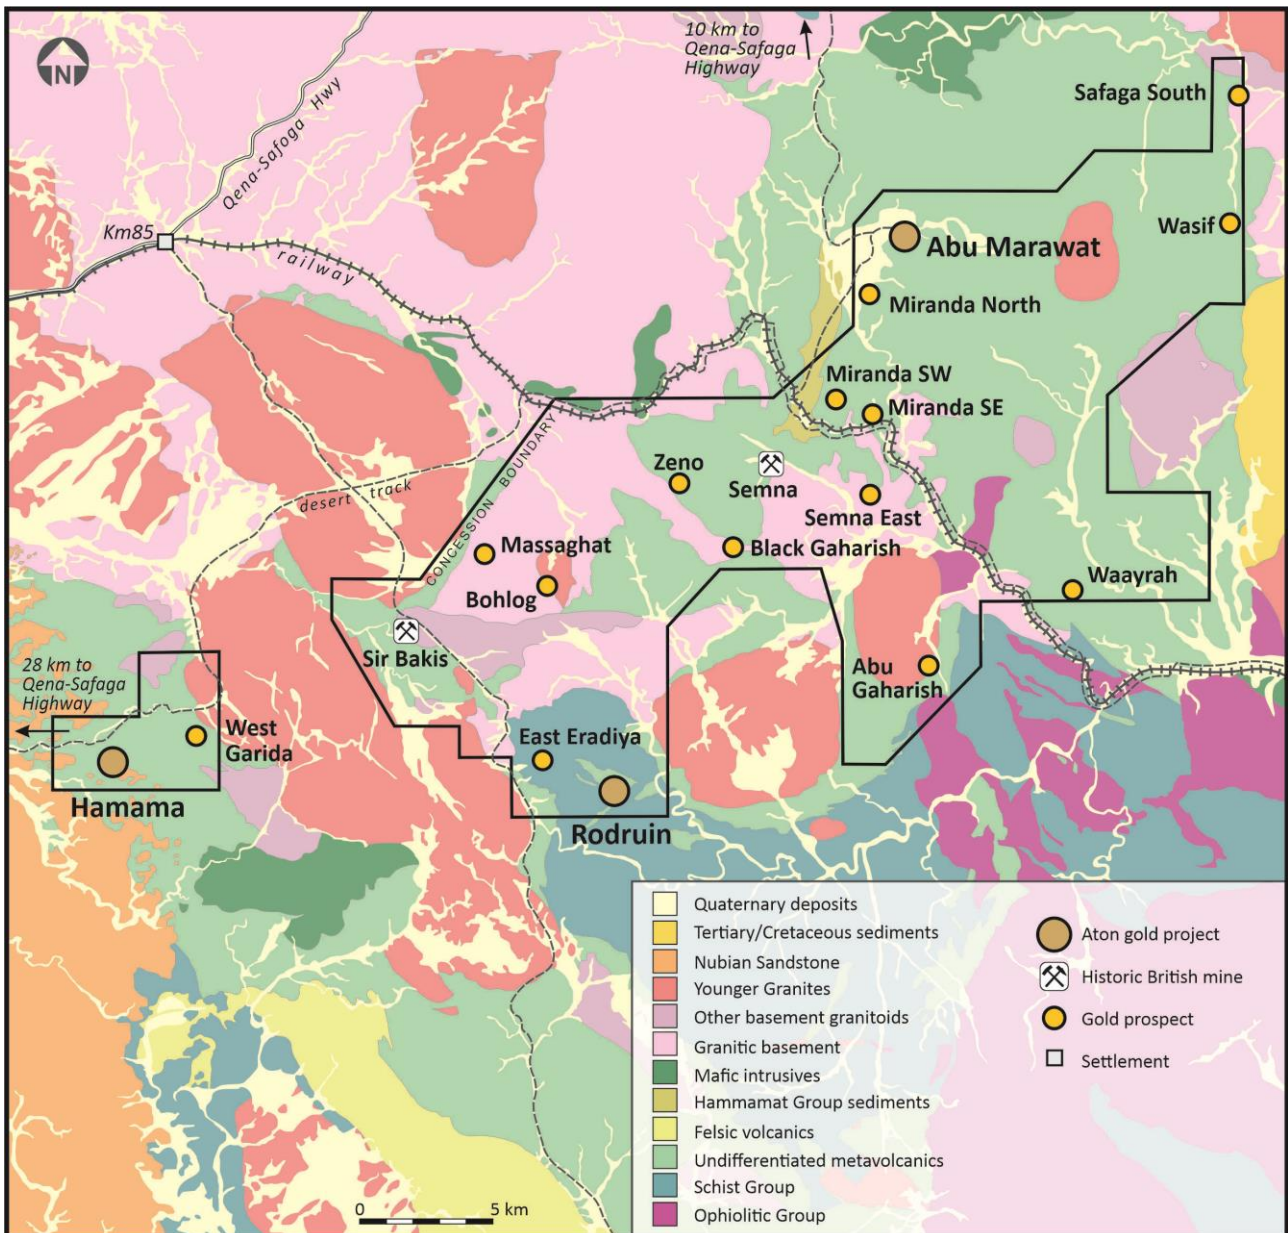 N
10 km to
Qena-Safaga
Highway
Qena-Safoga Hwy
Km85
railway
Safaga South
Wasif
Abu Marawat
Miranda North
Miranda SW
Miranda SE
desert track
CONCESSION BOUNDARY
Zeno
Semna
Semna East
Massaghat
Black Gaharish
Bohlog
Waayrah
Sir Bakis
28 km to
Qena-Safaga
Highway
Abu
Gaharish
West
Garida
East Eradiya
Hamama
Rodruin
Quaternary deposits
Tertiary/Cretaceous sediments
Nubian Sandstone
Younger Granites
Other basement granitoids
Granitic basement
Mafic intrusives
Hammamat Group sediments
Felsic volcanics
Undifferentiated metavolcanics
Schist Group
Ophiolitic Group
Aton gold project
Historic British mine
Gold prospect
Settlement
0 5 km